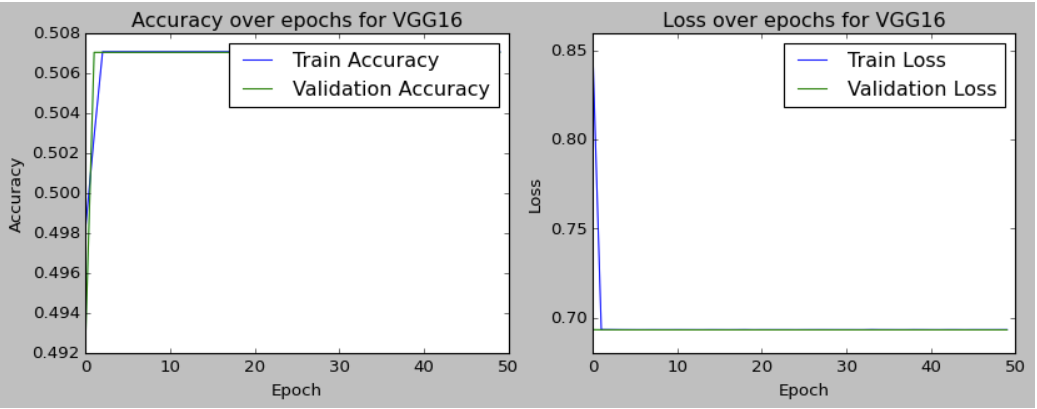 Accuracy over epochs for VGG16
0.508
0.506
0.504
0.502
0.500
0.498
0.496
0.494
0.492
Accuracy
Train Accuracy
Validation Accuracy
0 10 20 30 40 50
Epoch
Loss over epochs for VGG16
0.85
0.80
0.75
0.70
Loss
Train Loss
Validation Loss
0 10 20 30 40 50
Epoch